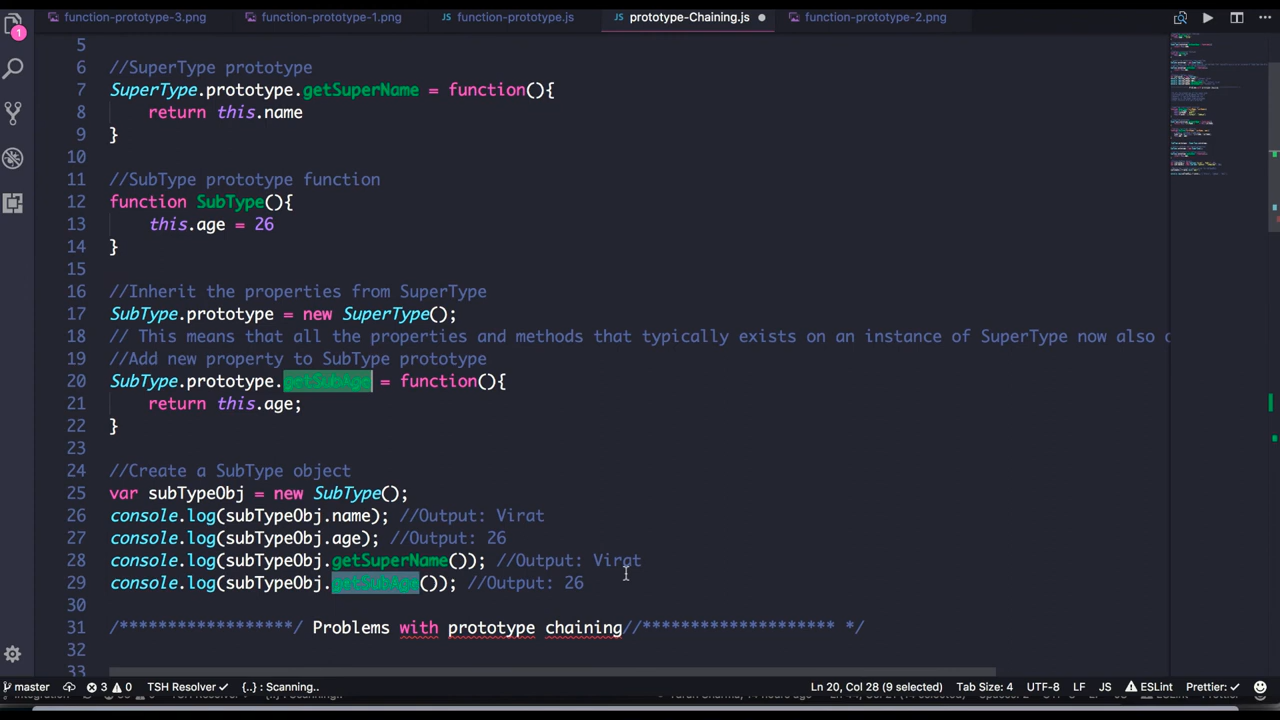 function-prototype-3.png function-prototype-1.png JS function-prototype.js JS prototype-Chaining.js function-prototype-2.png
1
5
6 //SuperType prototype
7 SuperType.prototype.getSuperName = function(){
8 return this.name
9 }
10
11 //SubType prototype function
12 function SubType(){
13 this.age = 26
14 }
15
16 //Inherit the properties from SuperType
17 SubType.prototype = new SuperType();
18 // This means that all the properties and methods that typically exists on an instance of SuperType now also
19 //Add new property to SubType prototype
20 SubType.prototype.getSubAge = function(){
21 return this.age;
22 }
23
24 //Create a SubType object
25 var subTypeObj = new SubType();
26 console.log(subTypeObj.name); //Output: Virat
27 console.log(subTypeObj.age); //Output: 26
28 console.log(subTypeObj.getSuperName()); //Output: Virat
29 console.log(subTypeObj.getSubAge()); //Output: 26
30
31 /******************/ Problems with prototype chaining//******************** */
32
33
master 3 0 TSH Resolver {..} : Scanning.. Ln 20, Col 28 (9 selected) Tab Size: 4 UTF-8 LF JS ESLint Prettier: